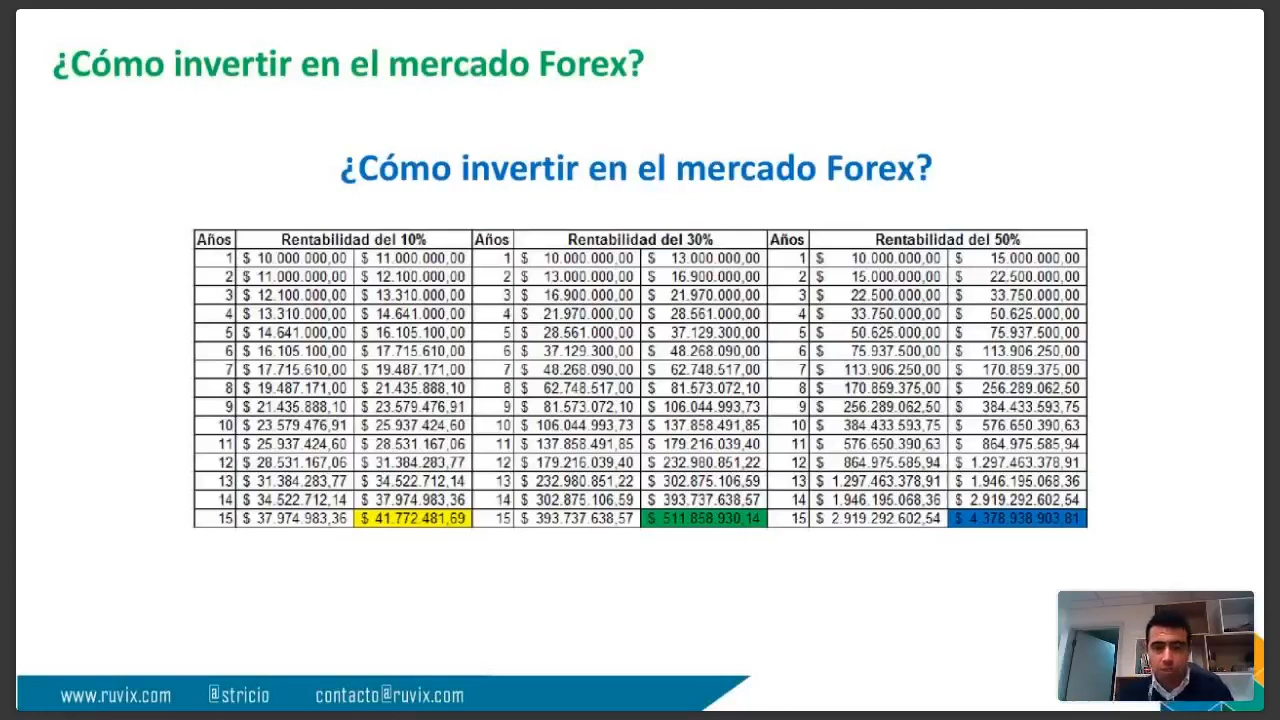 ¿Cómo invertir en el mercado Forex?
¿Cómo invertir en el mercado Forex?
Años Rentabilidad del 10% Años Rentabilidad del 30% Años Rentabilidad del 50%
1 $ 10.000.000,00 $ 11.000.000,00 1 $ 10.000.000,00 $ 13.000.000,00 1 $ 10.000.000,00 $ 15.000.000,00
2 $ 11.000.000,00 $ 12.100.000,00 2 $ 13.000.000,00 $ 16.900.000,00 2 $ 15.000.000,00 $ 22.500.000,00
3 $ 12.100.000,00 $ 13.310.000,00 3 $ 16.900.000,00 $ 21.970.000,00 3 $ 22.500.000,00 $ 33.750.000,00
4 $ 13.310.000,00 $ 14.641.000,00 4 $ 21.970.000,00 $ 28.561.000,00 4 $ 33.750.000,00 $ 50.625.000,00
5 $ 14.641.000,00 $ 16.105.100,00 5 $ 28.561.000,00 $ 37.129.300,00 5 $ 50.625.000,00 $ 75.937.500,00
6 $ 16.105.100,00 $ 17.715.610,00 6 $ 37.129.300,00 $ 48.268.090,00 6 $ 75.937.500,00 $ 113.906.250,00
7 $ 17.715.610,00 $ 19.487.171,00 7 $ 48.268.090,00 $ 62.748.517,00 7 $ 113.906.250,00 $ 170.859.375,00
8 $ 19.487.171,00 $ 21.435.888,10 8 $ 62.748.517,00 $ 81.573.072,10 8 $ 170.859.375,00 $ 256.289.062,50
9 $ 21.435.888,10 $ 23.579.476,91 9 $ 81.573.072,10 $ 106.044.993,73 9 $ 256.289.062,50 $ 384.433.593,75
10 $ 23.579.476,91 $ 25.937.424,60 10 $ 106.044.993,73 $ 137.858.491,85 10 $ 384.433.593,75 $ 576.650.390,63
11 $ 25.937.424,60 $ 28.531.167,06 11 $ 137.858.491,85 $ 179.216.039,40 11 $ 576.650.390,63 $ 864.975.585,94
12 $ 28.531.167,06 $ 31.384.283,77 12 $ 179.216.039,40 $ 232.980.851,22 12 $ 864.975.585,94 $ 1.297.463.378,91
13 $ 31.384.283,77 $ 34.522.712,14 13 $ 232.980.851,22 $ 302.875.106,59 13 $ 1.297.463.378,91 $ 1.946.195.068,36
14 $ 34.522.712,14 $ 37.974.983,36 14 $ 302.875.106,59 $ 393.737.638,57 14 $ 1.946.195.068,36 $ 2.919.292.602,54
15 $ 37.974.983,36 $ 41.772.481,69 15 $ 393.737.638,57 $ 511.858.930,14 15 $ 2.919.292.602,54 $ 4.378.938.903,81
www.ruvix.com @stricio contacto@ruvix.com